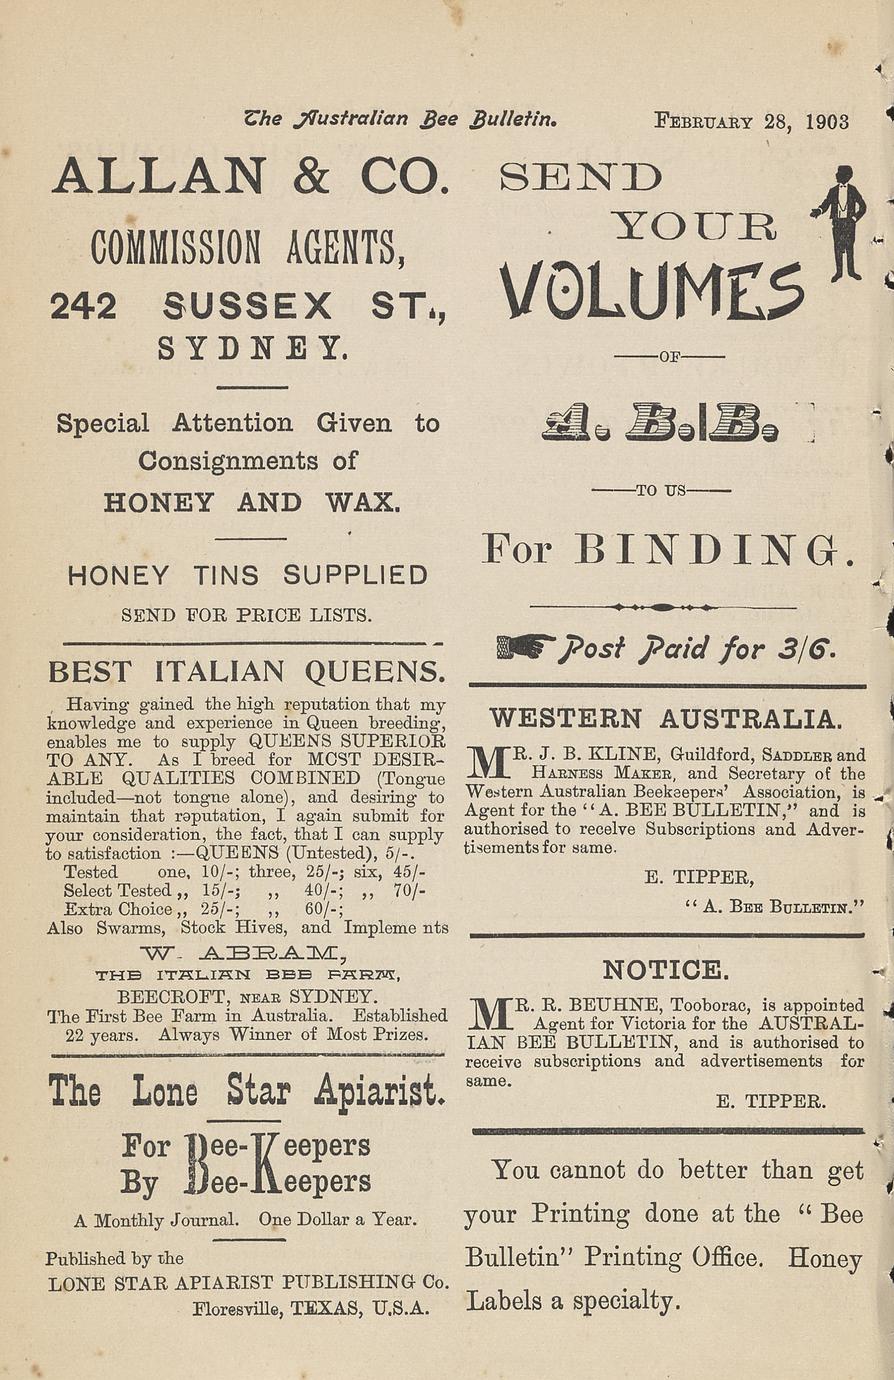 The Australian Bee Bulletin. FEBRUARY 28, 1903
ALLAN & CO.
COMMISSION AGENTS,
242 SUSSEX ST.,
SYDNEY.
Special Attention Given to
Consignments of
HONEY AND WAX.
HONEY TINS SUPPLIED
SEND FOR PRICE LISTS.
BEST ITALIAN QUEENS.
Having gained the high reputation that my
knowledge and experience in Queen breeding,
enables me to supply QUEENS SUPERIOR
TO ANY. As I breed for MOST DESIR-
ABLE QUALITIES COMBINED (Tongue
included—not tongue alone), and desiring to
maintain that reputation, I again submit for
your consideration, the fact, that I can supply
to satisfaction :—QUEENS (Untested), 5/-.
Tested one, 10/-; three, 25/-; six, 45/-
Select Tested ,, 15/-; ,, 40/-; ,, 70/-
Extra Choice ,, 25/-; ,, 60/-;
Also Swarms, Stock Hives, and Impleme nts
W. ABRAM,
THE ITALIAN BEE FARM,
BEECROFT, NEAR SYDNEY.
The First Bee Farm in Australia. Established
22 years. Always Winner of Most Prizes.
The Lone Star Apiarist.
For Bee-Keepers
By Bee-Keepers
A Monthly Journal. One Dollar a Year.
Published by the
LONE STAR APIARIST PUBLISHING Co.
Floresville, TEXAS, U.S.A.
SEND
YOUR
VOLUMES
—OF—
A. B. B.
—TO US—
For BINDING.
Post Paid for 3/6.
WESTERN AUSTRALIA.
MR. J. B. KLINE, Guildford, SADDLER and
HARNESS MAKER, and Secretary of the
Western Australian Beekeepers' Association, is
Agent for the "A. BEE BULLETIN," and is
authorised to receive Subscriptions and Adver-
tisements for same.
E. TIPPER,
"A. BEE BULLETIN."
NOTICE.
MR. R. BEUHNE, Tooborac, is appointed
Agent for Victoria for the AUSTRAL-
IAN BEE BULLETIN, and is authorised to
receive subscriptions and advertisements for
same.
E. TIPPER.
You cannot do better than get
your Printing done at the "Bee
Bulletin" Printing Office. Honey
Labels a specialty.